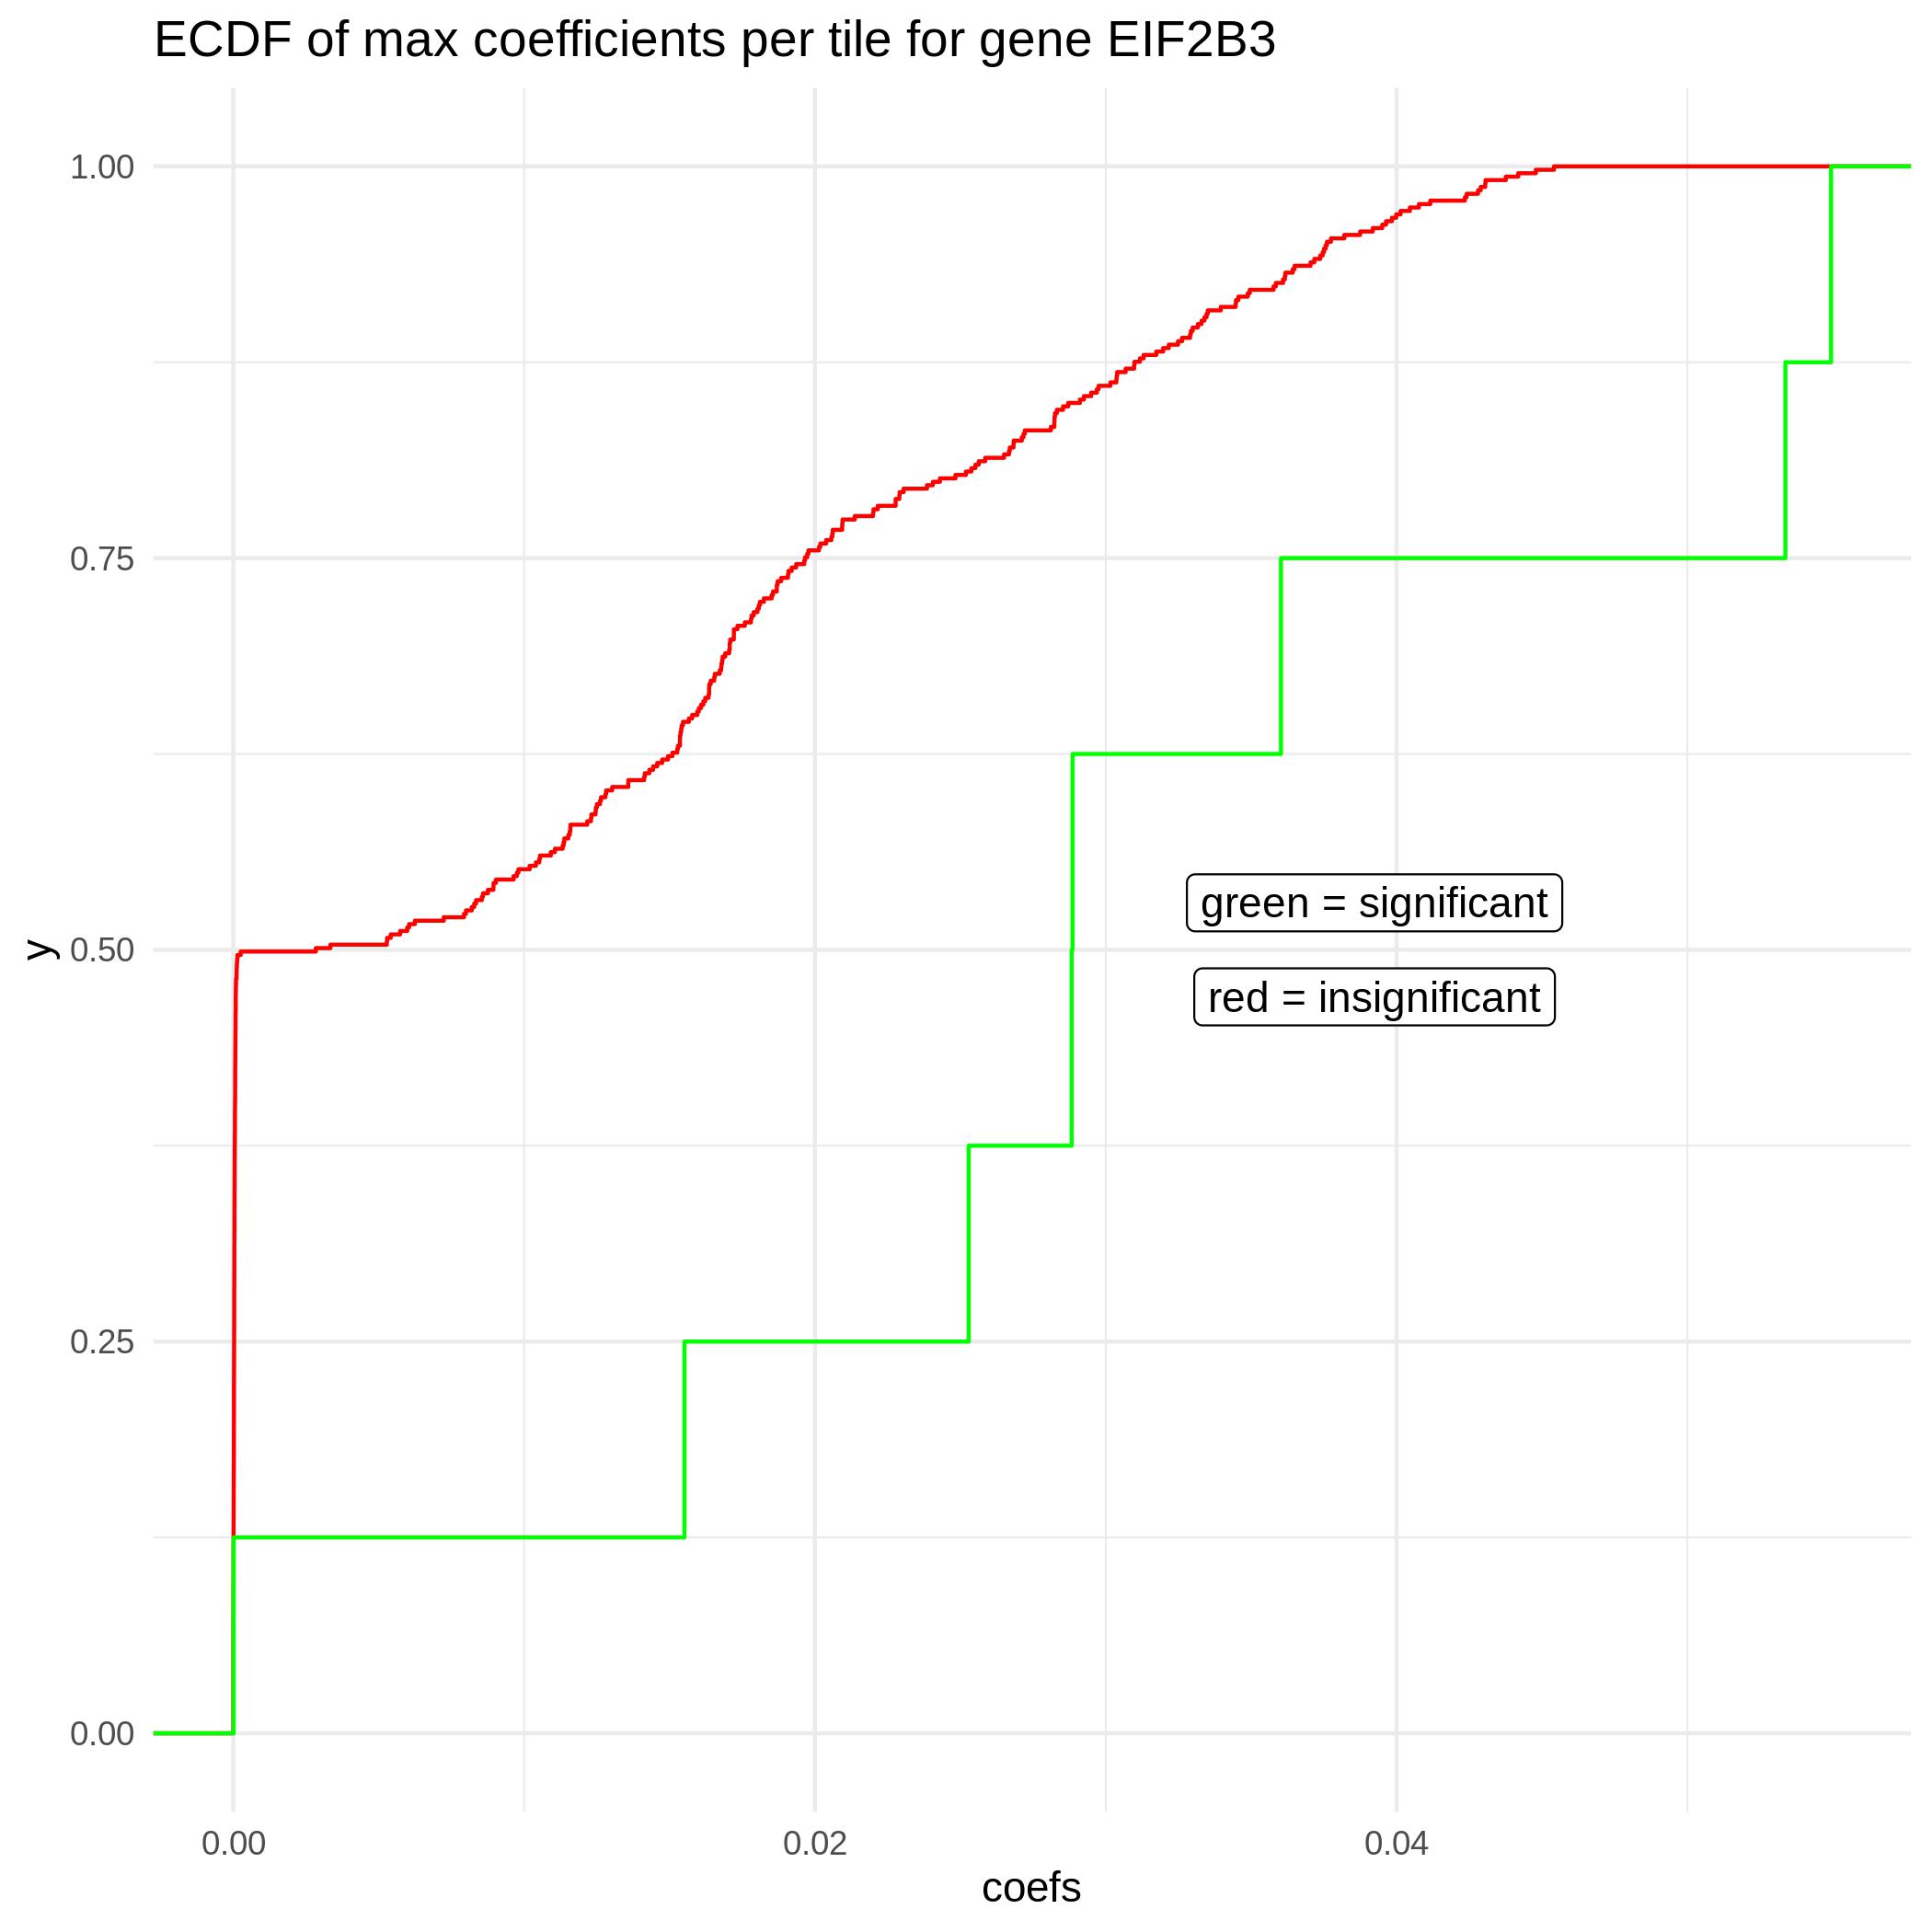 ECDF of max coefficients per tile for gene EIF2B3
1.00
0.75
0.50
0.25
0.00
y
green = significant
red = insignificant
0.00
0.02
0.04
coefs